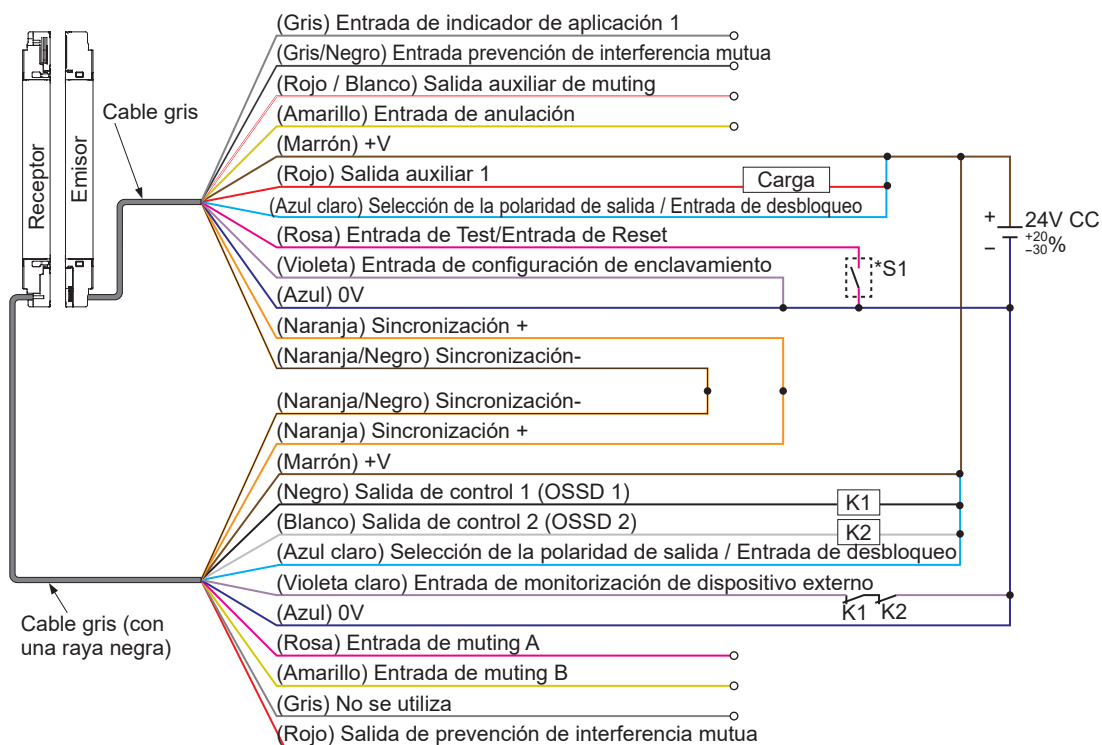 (Gris) Entrada de indicador de aplicación 1
(Gris/Negro) Entrada prevención de interferencia mutua
(Rojo / Blanco) Salida auxiliar de muting
(Amarillo) Entrada de anulación
(Marrón) +V
(Rojo) Salida auxiliar 1
Carga
(Azul claro) Selección de la polaridad de salida / Entrada de desbloqueo
(Rosa) Entrada de Test/Entrada de Reset
(Violeta) Entrada de configuración de enclavamiento
(Azul) 0V
(Naranja) Sincronización +
(Naranja/Negro) Sincronización-
Cable gris
Receptor
Emisor
*S1
+
24V CC
+20
−30%
−
(Naranja/Negro) Sincronización-
(Naranja) Sincronización +
(Marrón) +V
(Negro) Salida de control 1 (OSSD 1)
K1
(Blanco) Salida de control 2 (OSSD 2)
K2
(Azul claro) Selección de la polaridad de salida / Entrada de desbloqueo
(Violeta claro) Entrada de monitorización de dispositivo externo
K1 K2
(Azul) 0V
(Rosa) Entrada de muting A
(Amarillo) Entrada de muting B
(Gris) No se utiliza
(Rojo) Salida de prevención de interferencia mutua
Cable gris (con
una raya negra)